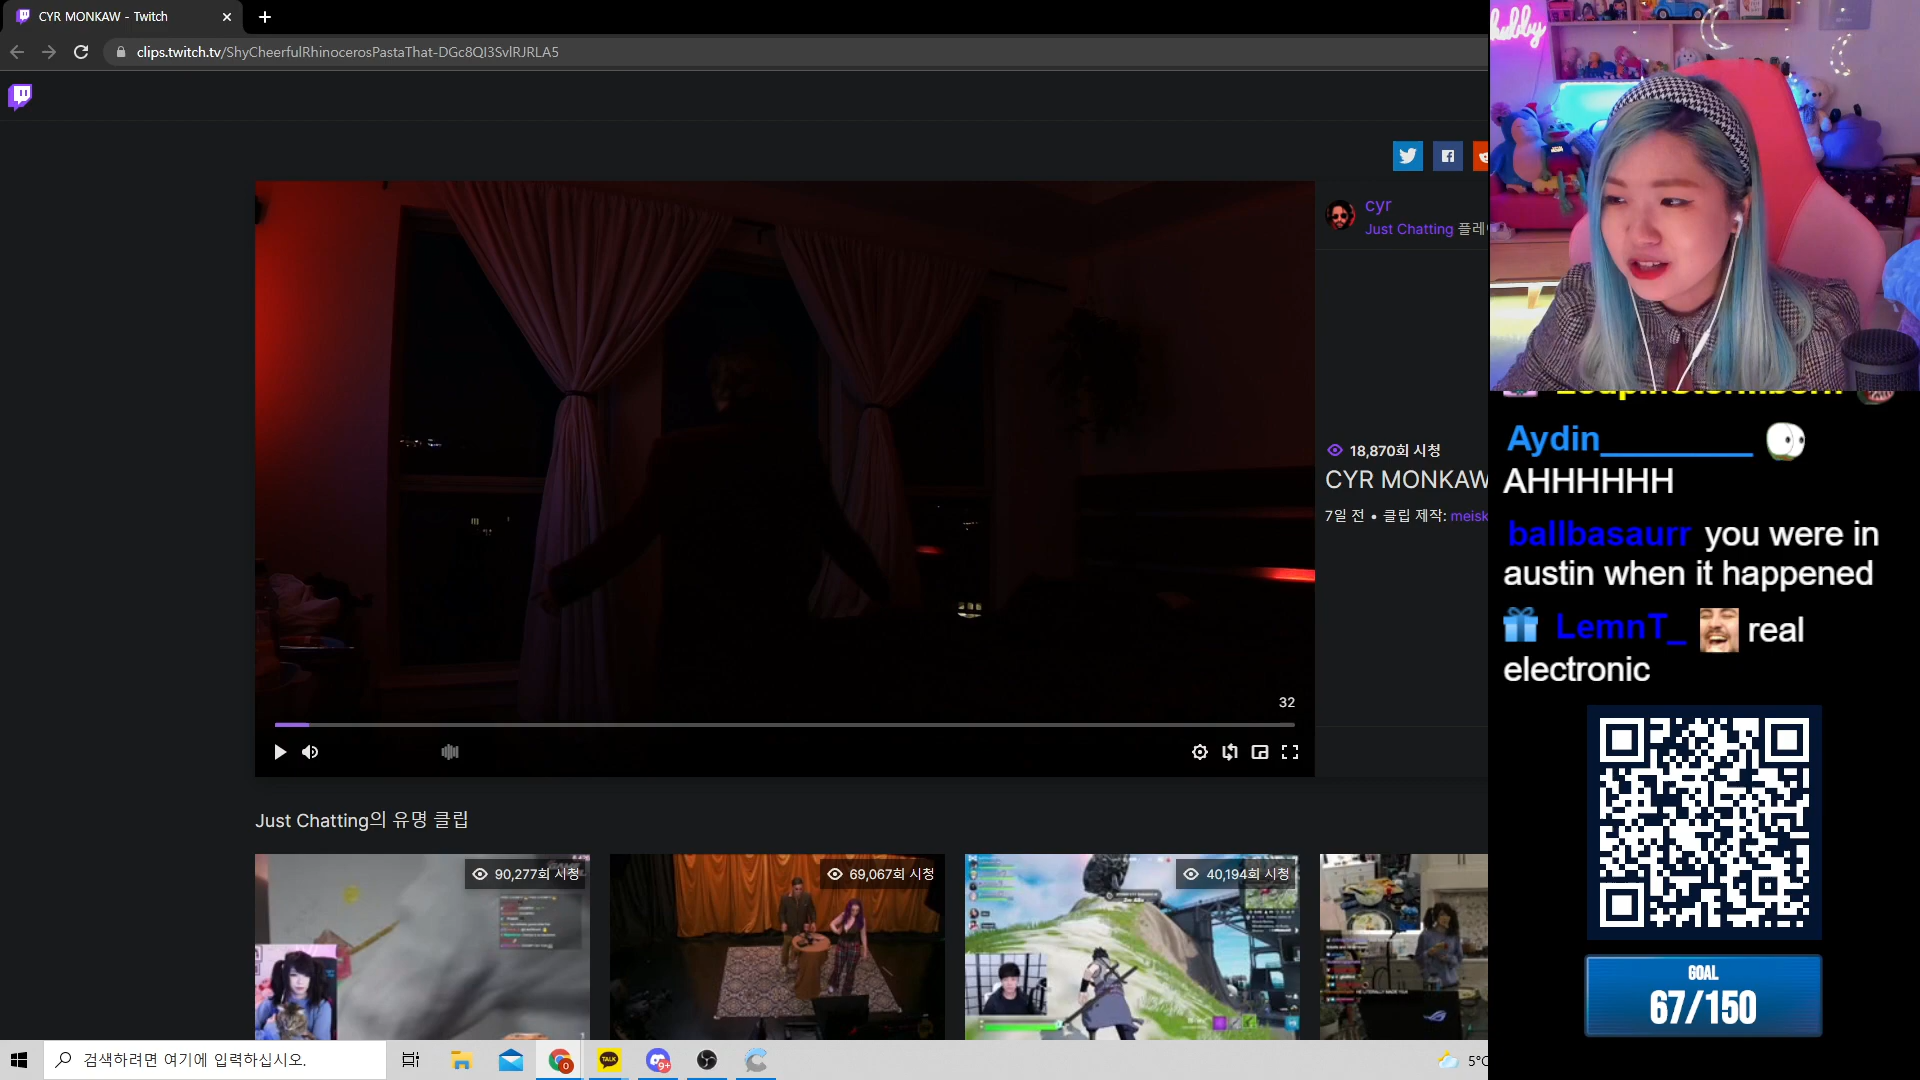 CYR MONKAW - Twitch
clips.twitch.tv/ShyCheerfulRhinocerosPastaThat-DGc8QI3SvlRJRLA5
cyr
Just Chatting 플레이
18,870회 시청
CYR MONKAW
7일 전 • 클립 제작: meisk
32
Just Chatting의 유명 클립
90,277회 시청
69,067회 시청
40,194회 시청
Aydin_________
AHHHHHH
ballbasaurr you were in
austin when it happened
LemnT_ real
electronic
GOAL
67/150
검색하려면 여기에 입력하십시오.
TALK
9+
5°C